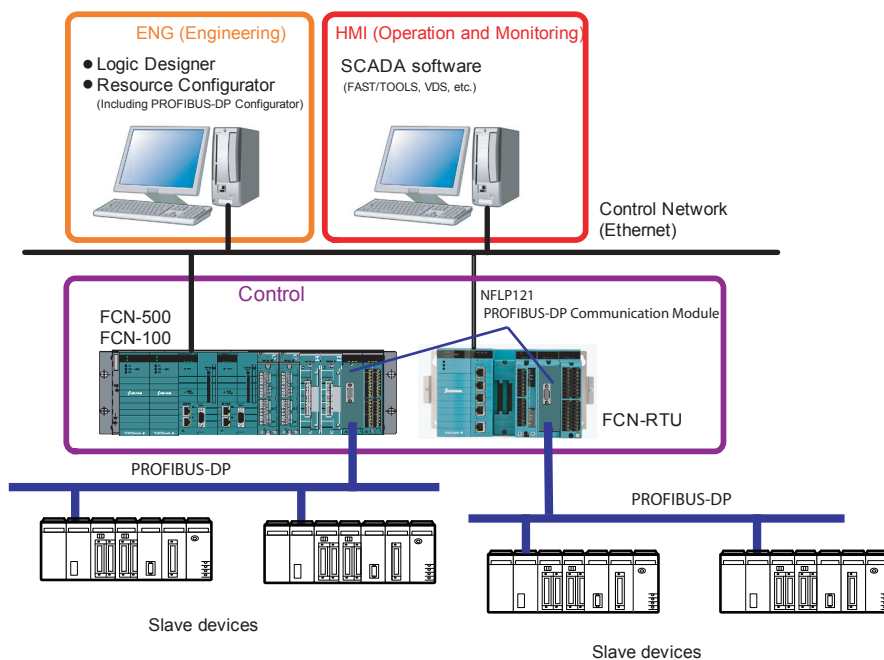 ENG (Engineering)
● Logic Designer
● Resource Configurator
(Including PROFIBUS-DP Configurator)
HMI (Operation and Monitoring)
SCADA software
(FAST/TOOLS, VDS, etc.)
Control Network
(Ethernet)
Control
NFLP121
PROFIBUS-DP Communication Module
FCN-500
FCN-100
FCN-RTU
PROFIBUS-DP
PROFIBUS-DP
Slave devices
Slave devices